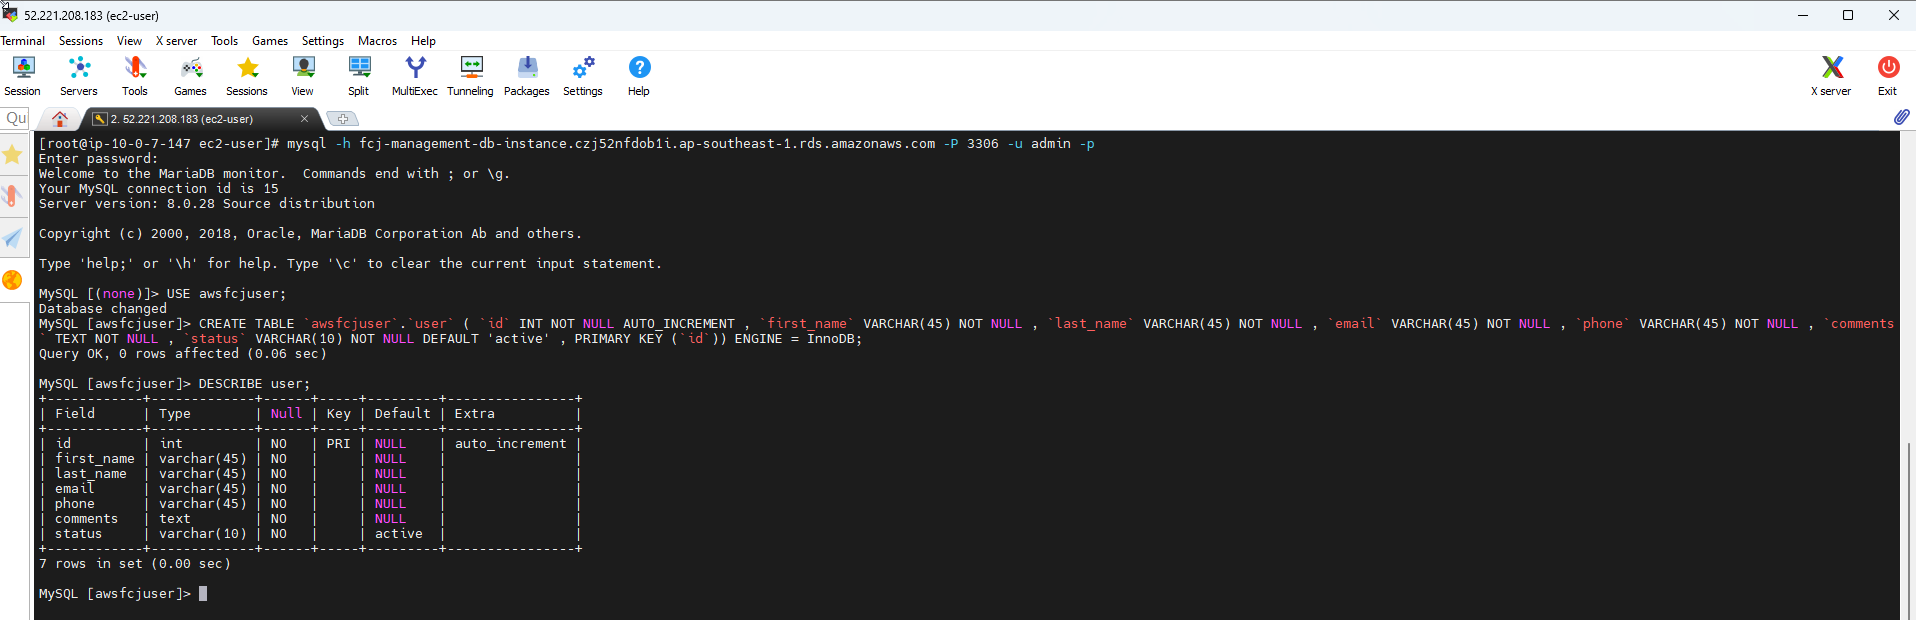 52.221.208.183 (ec2-user)
Terminal Sessions View X server Tools Games Settings Macros Help
Session Servers Tools Games Sessions View Split MultiExec Tunneling Packages Settings Help X server Exit
Qu 2. 52.221.208.183 (ec2-user)
[root@ip-10-0-7-147 ec2-user]# mysql -h fcj-management-db-instance.czj52nfdob1i.ap-southeast-1.rds.amazonaws.com -P 3306 -u admin -p
Enter password:
Welcome to the MariaDB monitor.  Commands end with ; or \g.
Your MySQL connection id is 15
Server version: 8.0.28 Source distribution
Copyright (c) 2000, 2018, Oracle, MariaDB Corporation Ab and others.
Type 'help;' or '\h' for help. Type '\c' to clear the current input statement.
MySQL [(none)]> USE awsfcjuser;
Database changed
MySQL [awsfcjuser]> CREATE TABLE `awsfcjuser`.`user` ( `id` INT NOT NULL AUTO_INCREMENT , `first_name` VARCHAR(45) NOT NULL , `last_name` VARCHAR(45) NOT NULL , `email` VARCHAR(45) NOT NULL , `phone` VARCHAR(45) NOT NULL , `comments
` TEXT NOT NULL , `status` VARCHAR(10) NOT NULL DEFAULT 'active' , PRIMARY KEY (`id`)) ENGINE = InnoDB;
Query OK, 0 rows affected (0.06 sec)
MySQL [awsfcjuser]> DESCRIBE user;
+------------+-------------+------+-----+---------+----------------+
| Field      | Type        | Null | Key | Default | Extra          |
+------------+-------------+------+-----+---------+----------------+
| id         | int         | NO   | PRI | NULL    | auto_increment |
| first_name | varchar(45) | NO   |     | NULL    |                |
| last_name  | varchar(45) | NO   |     | NULL    |                |
| email      | varchar(45) | NO   |     | NULL    |                |
| phone      | varchar(45) | NO   |     | NULL    |                |
| comments   | text        | NO   |     | NULL    |                |
| status     | varchar(10) | NO   |     | active  |                |
+------------+-------------+------+-----+---------+----------------+
7 rows in set (0.00 sec)
MySQL [awsfcjuser]>